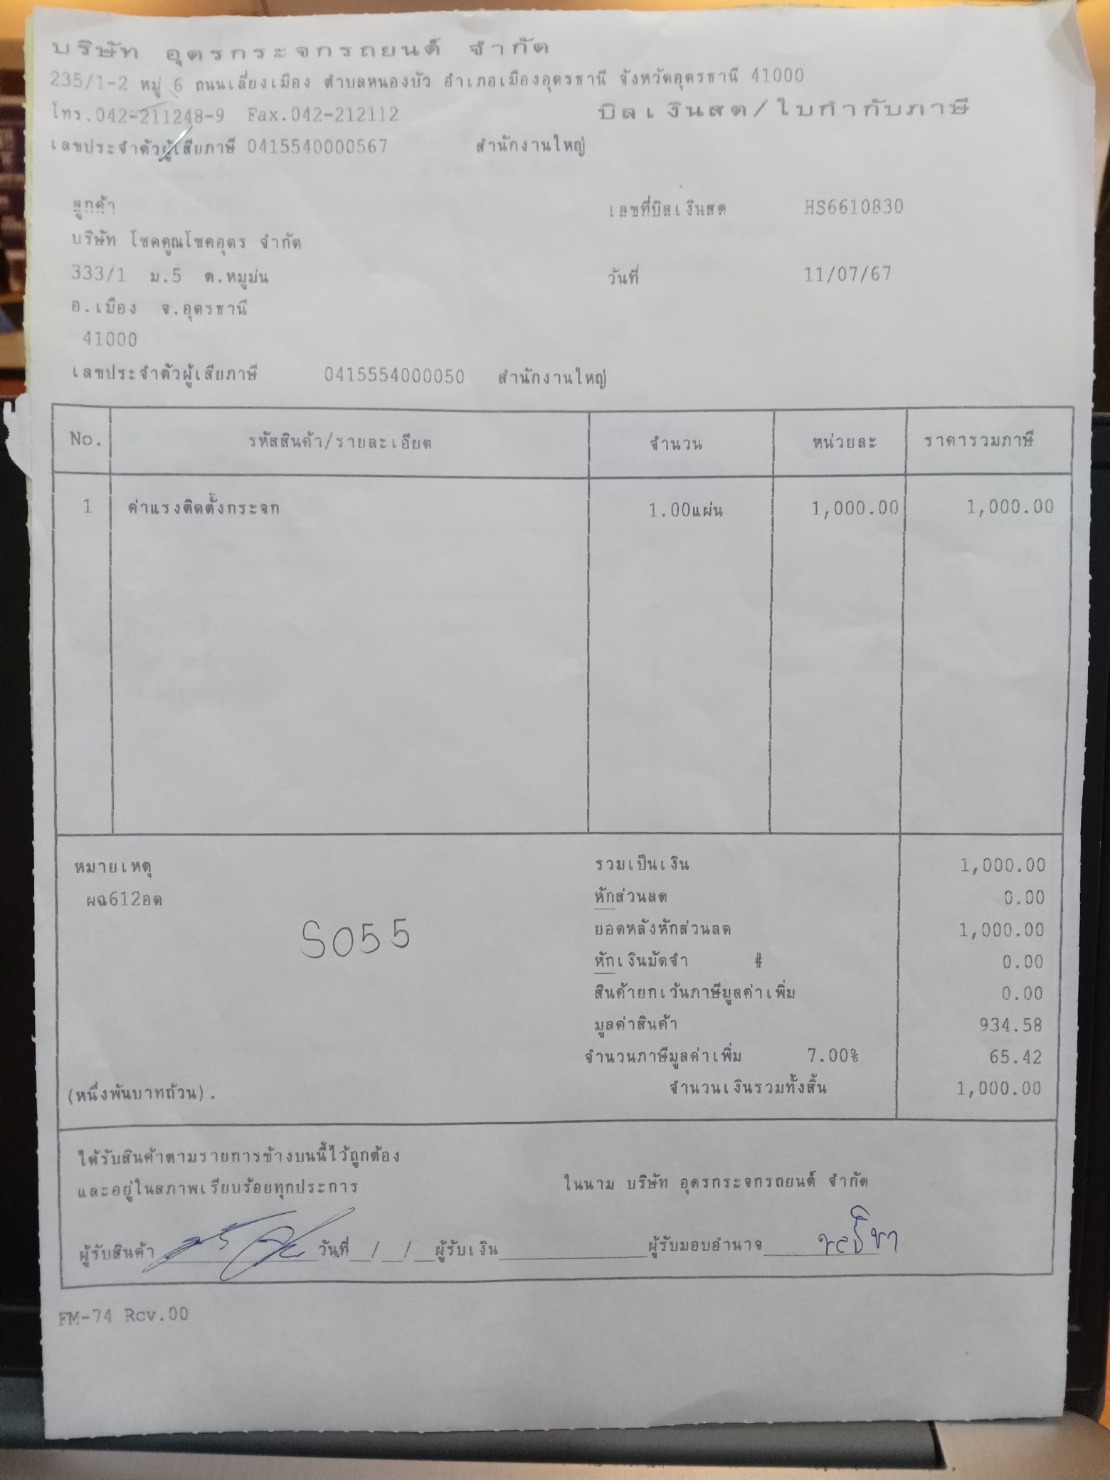 บริษัท อุดรกระจกรถยนต์ จำกัด
235/1-2 หมู่ 6 ถนนเลี่ยงเมือง ตำบลหนองบัว อำเภอเมืองอุดรธานี จังหวัดอุดรธานี 41000
โทร.042-211248-9 Fax.042-212112 บิลเงินสด/ใบกำกับภาษี
เลขประจำตัวผู้เสียภาษี 0415540000567 สำนักงานใหญ่
ลูกค้า เลขที่บิลเงินสด HS6610830
บริษัท โชคคูณโชคอุดร จำกัด
333/1 ม.5 ต.หมูม่น วันที่ 11/07/67
อ.เมือง จ.อุดรธานี
41000
เลขประจำตัวผู้เสียภาษี 0415554000050 สำนักงานใหญ่
No. รหัสสินค้า/รายละเอียด จำนวน หน่วยละ ราคารวมภาษี
1 ค่าแรงติดตั้งกระจก 1.00แผ่น 1,000.00 1,000.00
หมายเหตุ รวมเป็นเงิน 1,000.00
ผฉ612อด หักส่วนลด 0.00
S055 ยอดหลังหักส่วนลด 1,000.00
หักเงินมัดจำ # 0.00
สินค้ายกเว้นภาษีมูลค่าเพิ่ม 0.00
มูลค่าสินค้า 934.58
จำนวนภาษีมูลค่าเพิ่ม 7.00% 65.42
(หนึ่งพันบาทถ้วน). จำนวนเงินรวมทั้งสิ้น 1,000.00
ได้รับสินค้าตามรายการข้างบนนี้ไว้ถูกต้อง
และอยู่ในสภาพเรียบร้อยทุกประการ ในนาม บริษัท อุดรกระจกรถยนต์ จำกัด
ผู้รับสินค้า วันที่ / / ผู้รับเงิน ผู้รับมอบอำนาจ
FM-74 Rev.00